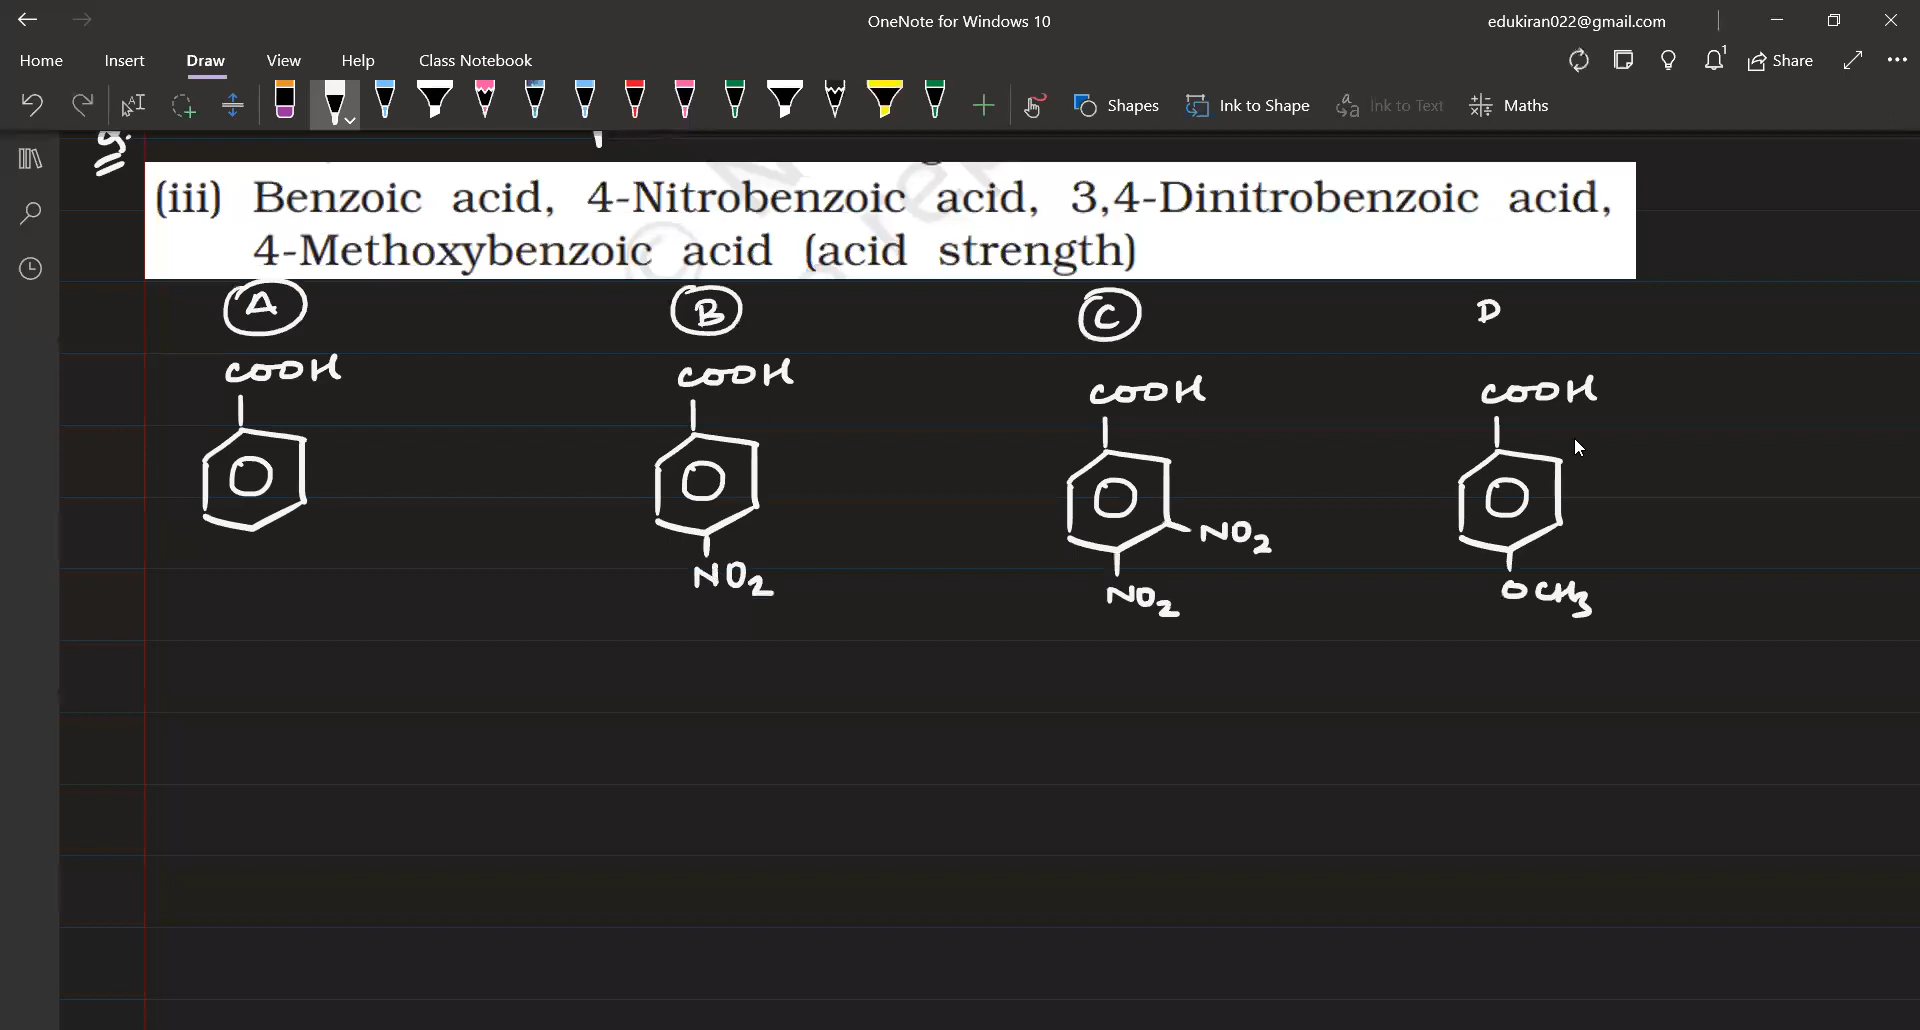 OneNote for Windows 10
edukiran022@gmail.com
Home Insert Draw View Help Class Notebook
1
Share
Shapes Ink to Shape Ink to Text Maths
(iii) Benzoic acid, 4-Nitrobenzoic acid, 3,4-Dinitrobenzoic acid,
4-Methoxybenzoic acid (acid strength)
A B C D
COOH COOH COOH COOH
NO2
NO2 NO2 OCH3